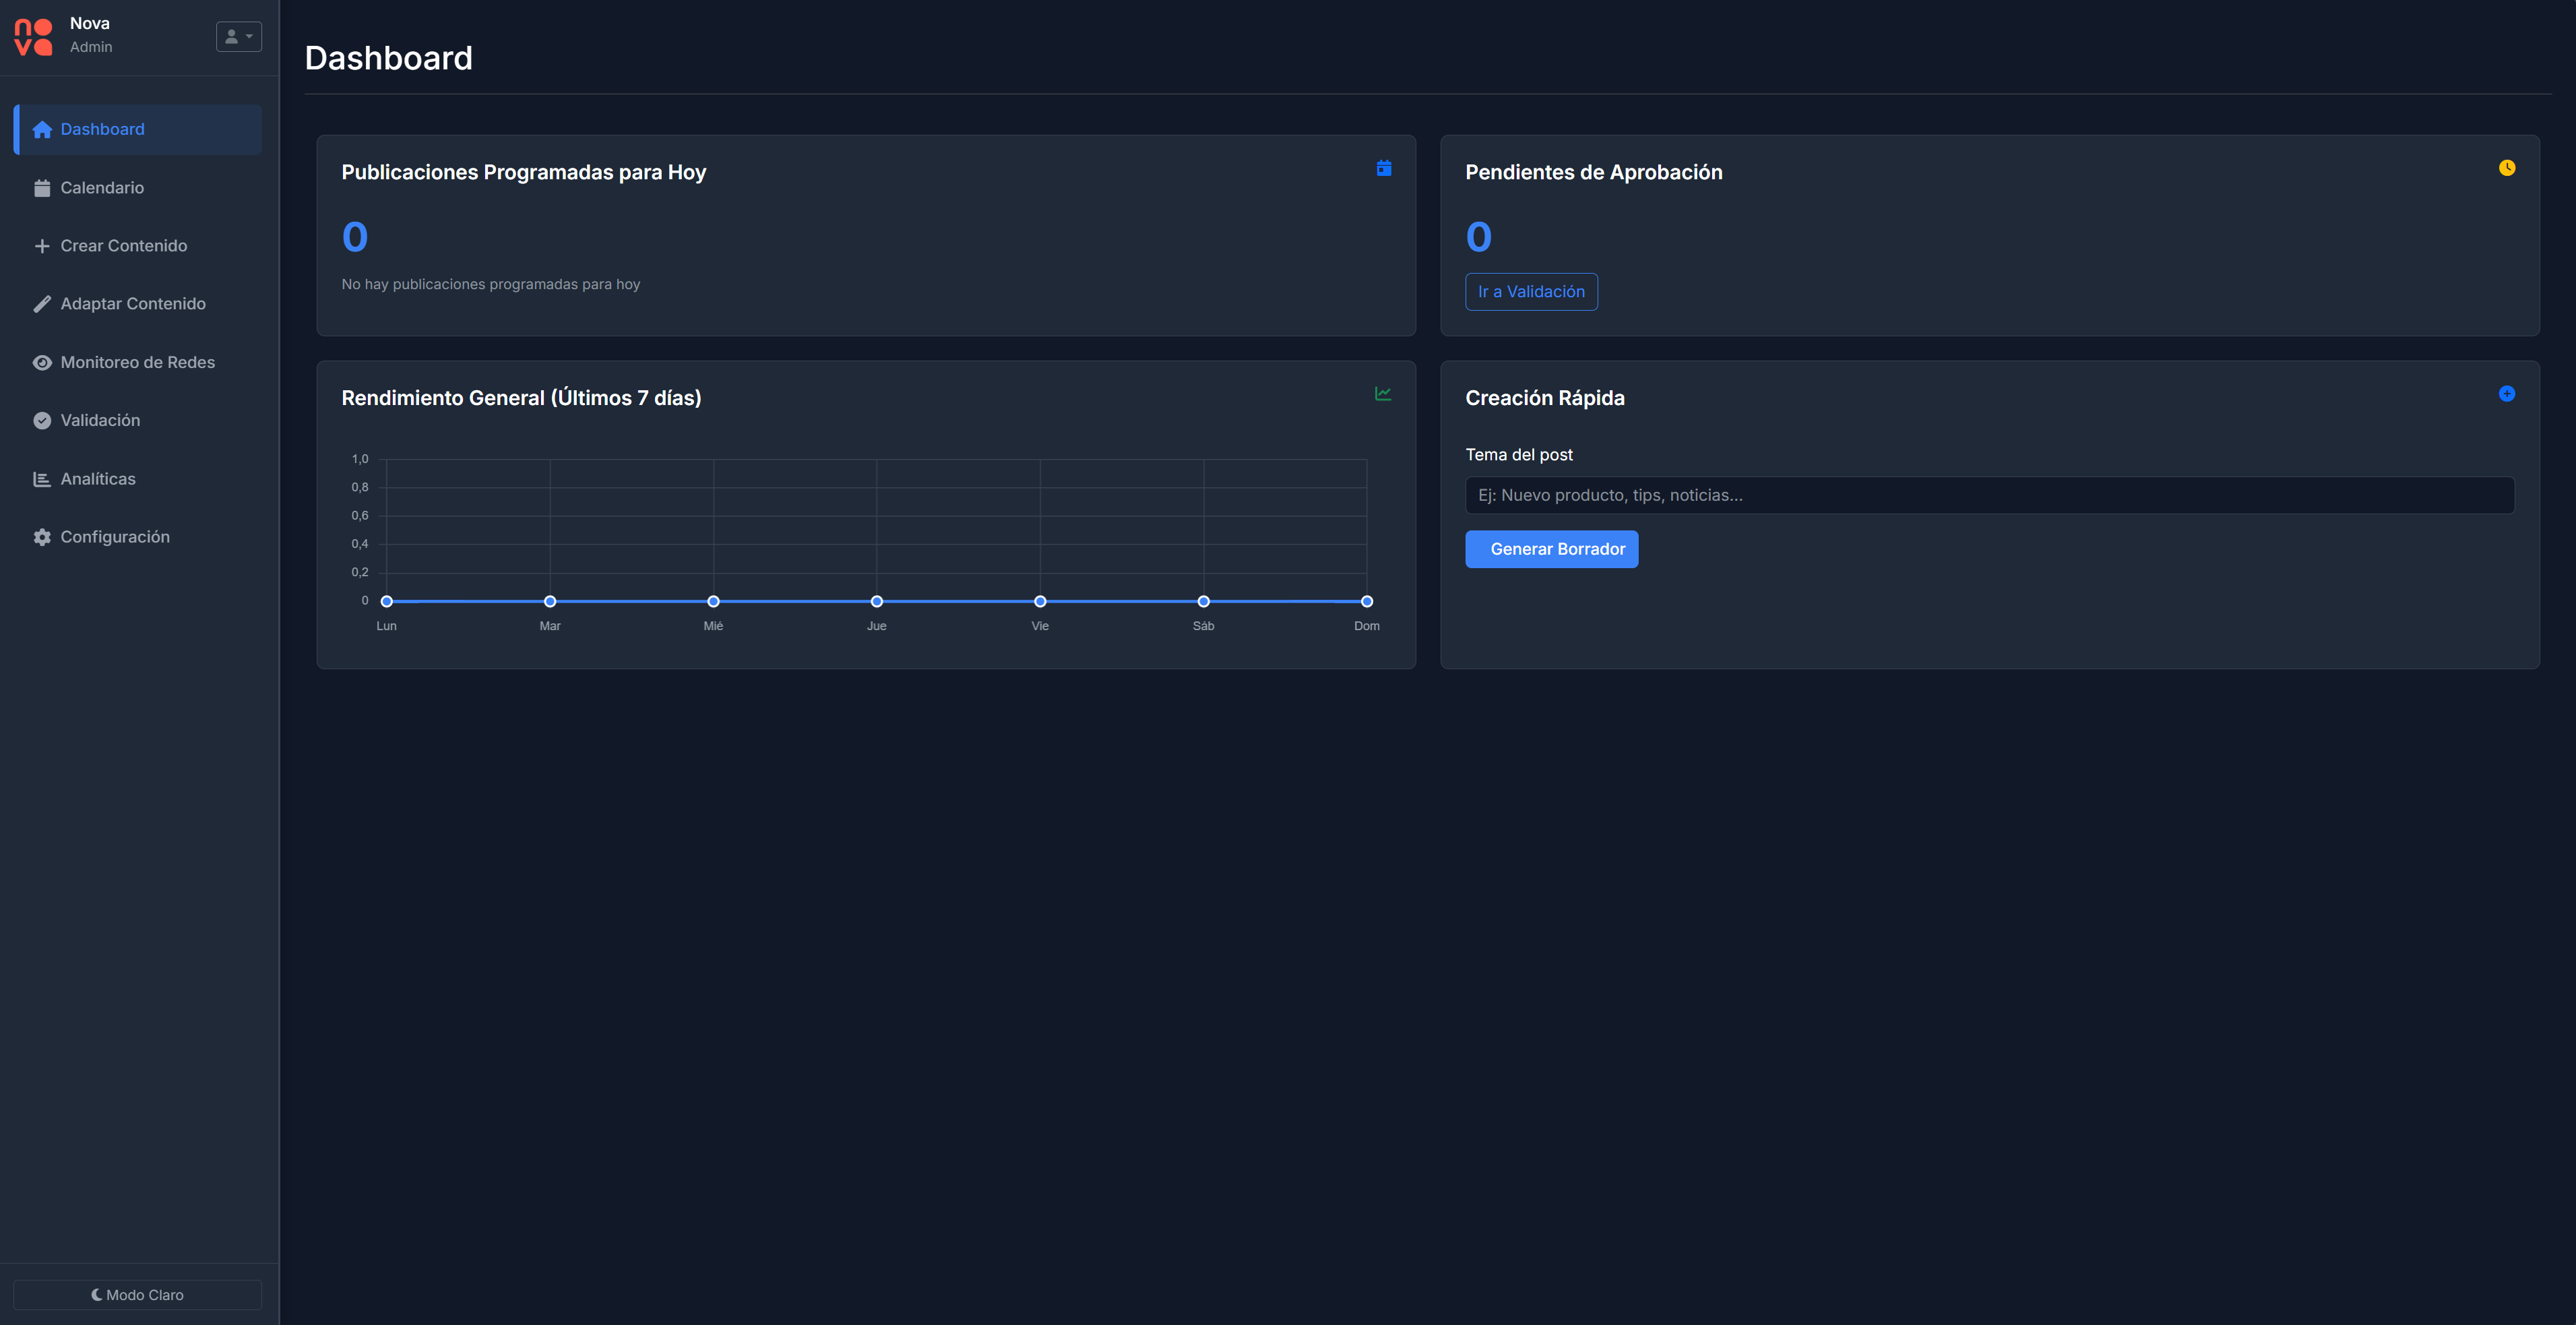 nova
Nova
Admin
Dashboard
Calendario
Crear Contenido
Adaptar Contenido
Monitoreo de Redes
Validación
Analíticas
Configuración
Modo Claro
Dashboard
Publicaciones Programadas para Hoy
0
No hay publicaciones programadas para hoy
Pendientes de Aprobación
0
Ir a Validación
Rendimiento General (Últimos 7 días)
1,0
0,8
0,6
0,4
0,2
0
Lun Mar Mié Jue Vie Sáb Dom
Creación Rápida
Tema del post
Ej: Nuevo producto, tips, noticias...
Generar Borrador